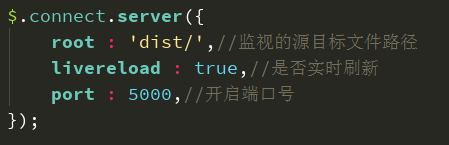 $.connect.server({
root : 'dist/',//监视的源目标文件路径
livereload : true,//是否实时刷新
port : 5000,//开启端口号
});